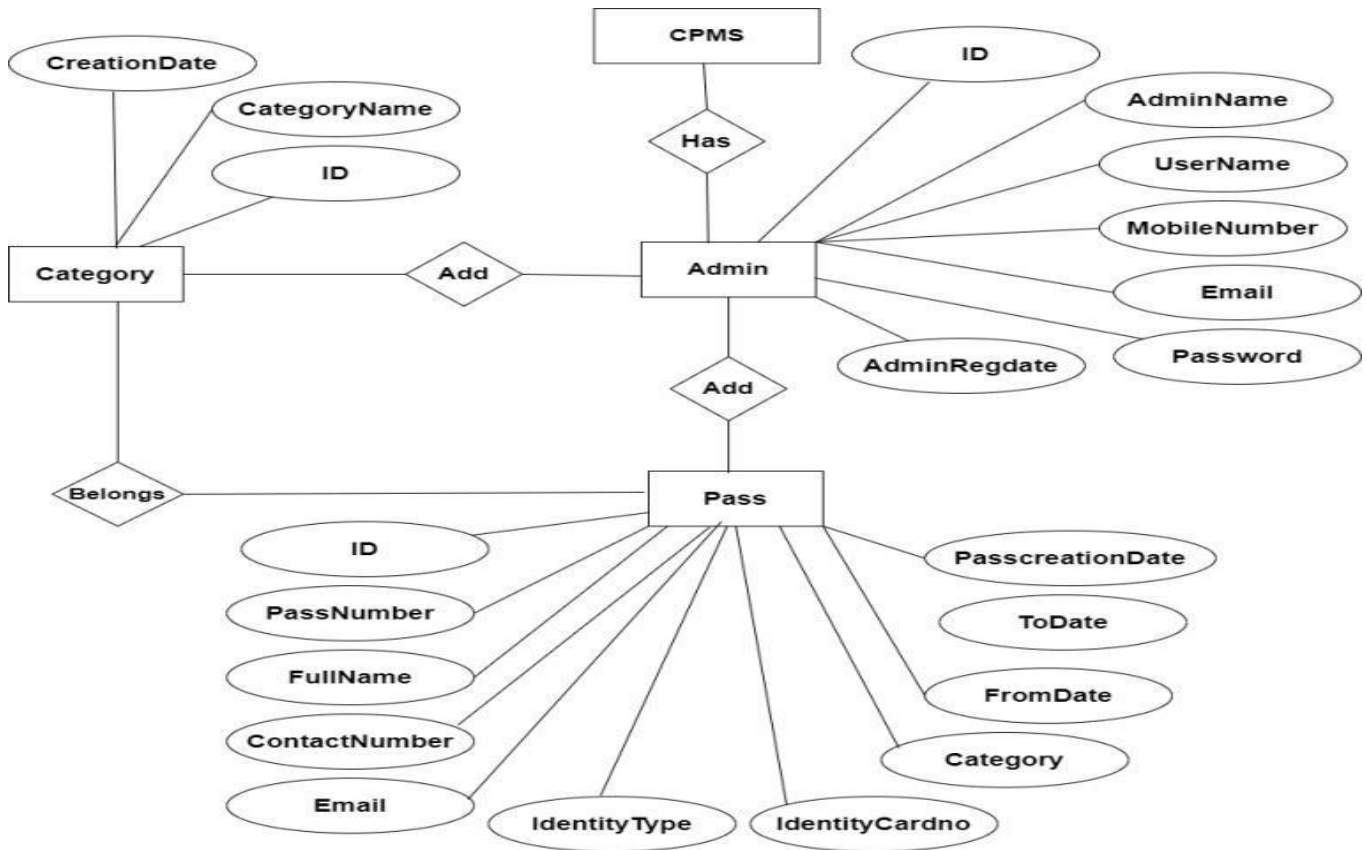 CPMS
ID
CreationDate
AdminName
CategoryName
Has
UserName
ID
MobileNumber
Category
Add
Admin
Email
Password
AdminRegdate
Add
Belongs
Pass
ID
PasscreationDate
PassNumber
ToDate
FullName
FromDate
ContactNumber
Category
Email
IdentityType
IdentityCardno